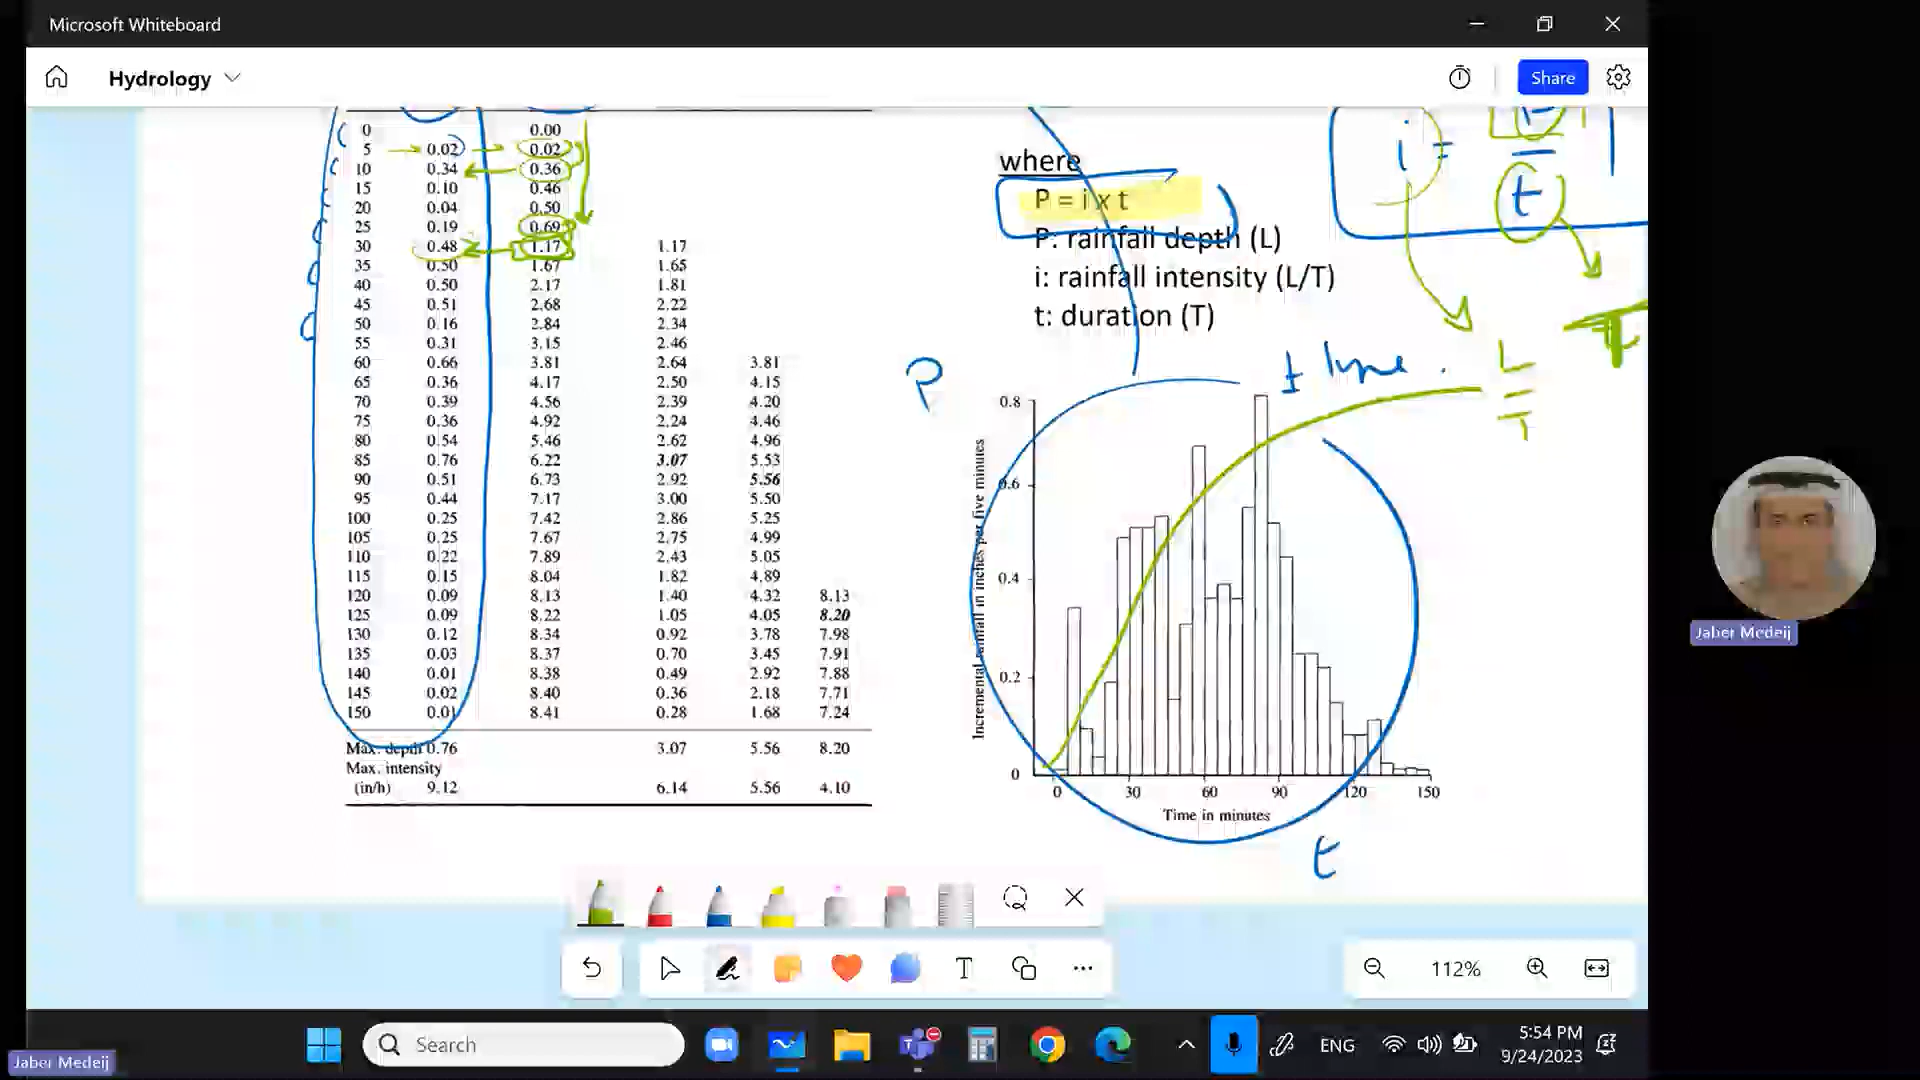 Microsoft Whiteboard
Hydrology
Share
0 0.00
5 0.02 0.02
10 0.34 0.36
15 0.10 0.46
20 0.04 0.50
25 0.19 0.69
30 0.48 1.17 1.17
35 0.50 1.67 1.65
40 0.50 2.17 1.81
45 0.51 2.68 2.22
50 0.16 2.84 2.34
55 0.31 3.15 2.46
60 0.66 3.81 2.64 3.81
65 0.36 4.17 2.50 4.15
70 0.39 4.56 2.39 4.20
75 0.36 4.92 2.24 4.46
80 0.54 5.46 2.62 4.96
85 0.76 6.22 3.07 5.53
90 0.51 6.73 2.92 5.56
95 0.44 7.17 3.00 5.50
100 0.25 7.42 2.86 5.25
105 0.25 7.67 2.75 4.99
110 0.22 7.89 2.43 5.05
115 0.15 8.04 1.82 4.89
120 0.09 8.13 1.40 4.32 8.13
125 0.09 8.22 1.05 4.05 8.20
130 0.12 8.34 0.92 3.78 7.98
135 0.03 8.37 0.70 3.45 7.91
140 0.01 8.38 0.49 2.92 7.88
145 0.02 8.40 0.36 2.18 7.71
150 0.01 8.41 0.28 1.68 7.24
Max. depth 0.76 3.07 5.56 8.20
Max. intensity
(in/h) 9.12 6.14 5.56 4.10
where
P = i x t
P: rainfall depth (L)
i: rainfall intensity (L/T)
t: duration (T)
i =
t
T
L
T
P
0.8
0.6
0.4
0.2
0
Incremental rainfall in inches per five minutes
0 30 60 90 120 150
Time in minutes
t
112%
Jaber Medeij
Search
ENG
5:54 PM
9/24/2023
Jaber Medeij